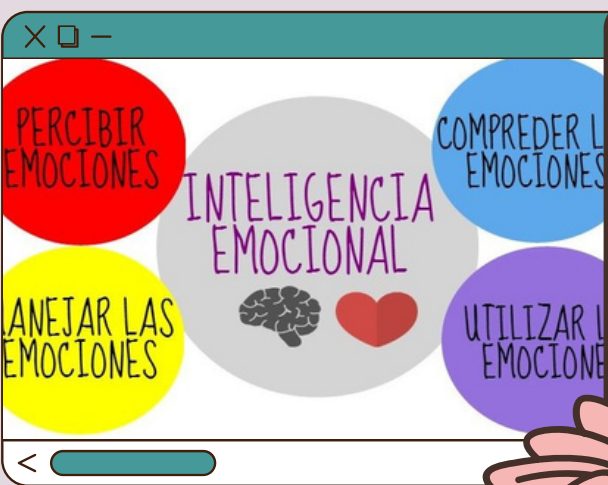 PERCIBIR
EMOCIONES
INTELIGENCIA
EMOCIONAL
COMPREDER L
EMOCIONES
ANEJAR LAS
EMOCIONES
UTILIZAR L
EMOCIONE